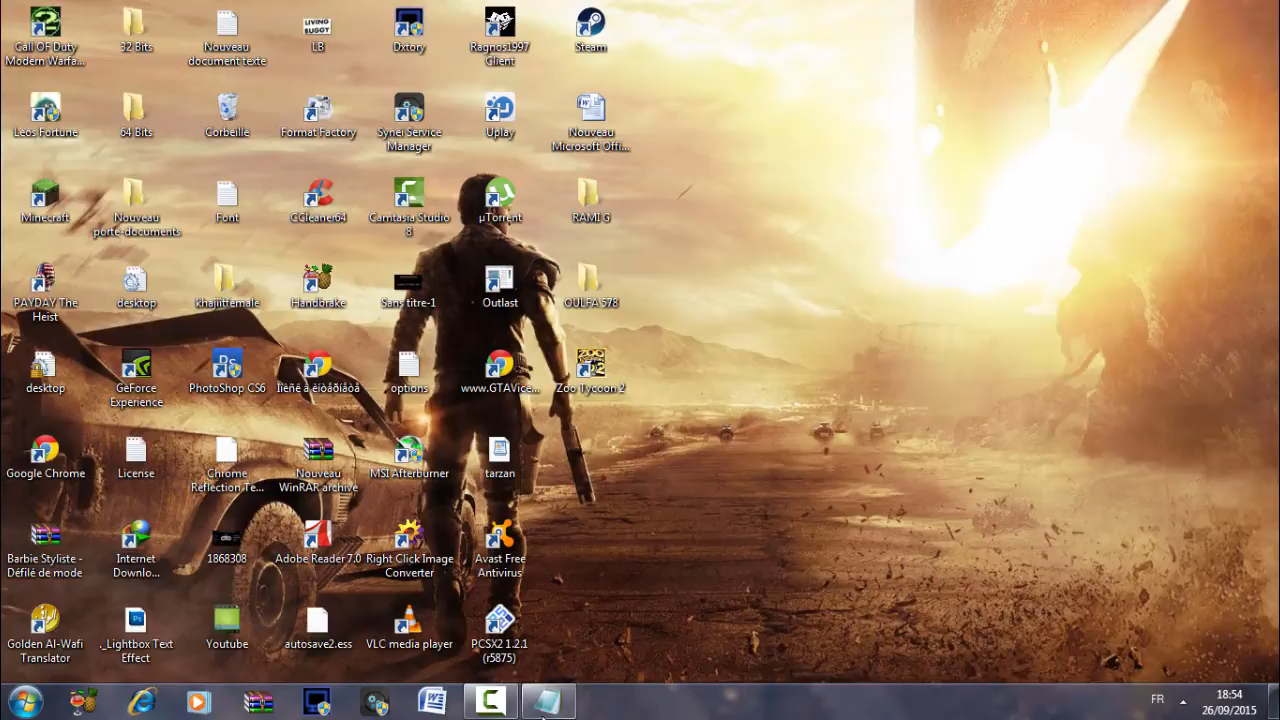 Call OF Duty
Modern Warfa...
32 Bits
Nouveau
document texte
LIVING
BUGGY
LB
Dxtory
Ragnos1997
Client
Steam
Leos Fortune
64 Bits
Corbeille
Format Factory
Synei Service
Manager
Uplay
Nouveau
Microsoft Offi...
Minecraft
Nouveau
porte-documents
Font
CCleaner64
Camtasia Studio
8
µTorrent
RAMI G
PAYDAY The
Heist
desktop
khajiitfemale
Handbrake
Sans titre-1
Outlast
OULFA 578
desktop
GeForce
Experience
Ps
PhotoShop CS6
options
www.GTAVice...
ZOO
Zoo Tycoon 2
Google Chrome
License
Chrome
Reflection Te...
Nouveau
WinRAR archive
MSI Afterburner
tarzan
Barbie Styliste -
Défilé de mode
Internet
Downlo...
1868308
Adobe Reader 7.0
Right Click Image
Converter
Avast Free
Antivirus
Golden Al-Wafi
Translator
Ps
._Lightbox Text
Effect
Youtube
autosave2.ess
VLC media player
PCSX2 1.2.1
(r5875)
FR
18:54
26/09/2015